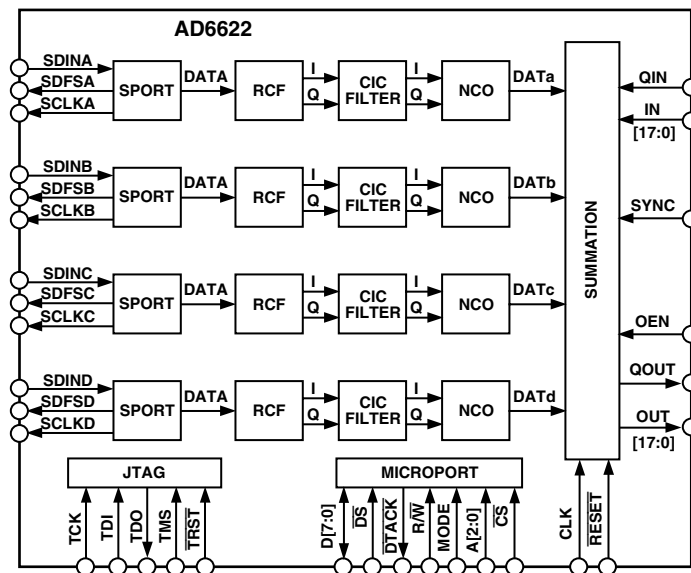 AD6622
SDINA
SDFSA
SCLKA
SPORT
DATA
RCF
I
Q
CIC
FILTER
I
Q
NCO
DATa
SDINB
SDFSB
SCLKB
SPORT
DATA
RCF
I
Q
CIC
FILTER
I
Q
NCO
DATb
SDINC
SDFSC
SCLKC
SPORT
DATA
RCF
I
Q
CIC
FILTER
I
Q
NCO
DATc
SDIND
SDFSD
SCLKD
SPORT
DATA
RCF
I
Q
CIC
FILTER
I
Q
NCO
DATd
SUMMATION
QIN
IN
[17:0]
SYNC
OEN
QOUT
OUT
[17:0]
JTAG
TCK
TDI
TDO
TMS
TRST
MICROPORT
D[7:0]
DS
DTACK
R/W
MODE
A[2:0]
CS
CLK
RESET